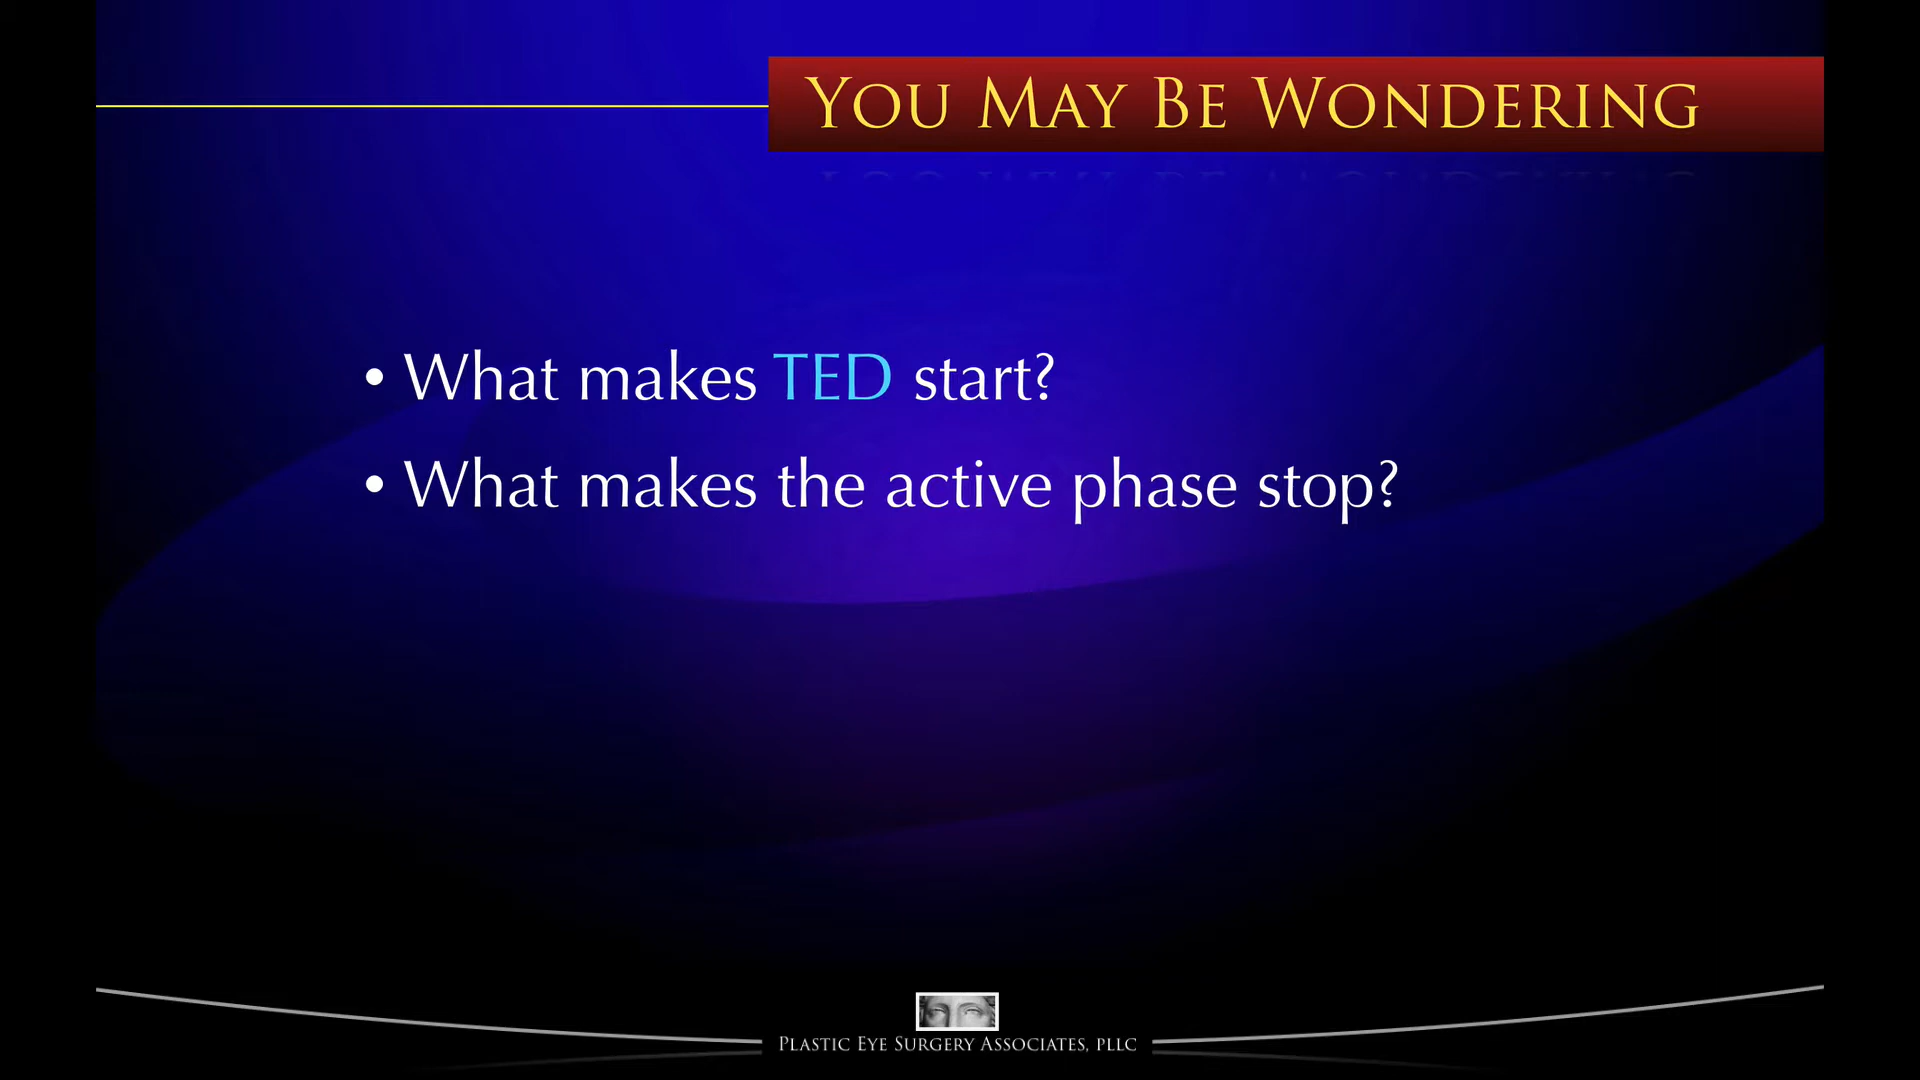 You May Be Wondering
• What makes TED start?
• What makes the active phase stop?
Plastic Eye Surgery Associates, PLLC